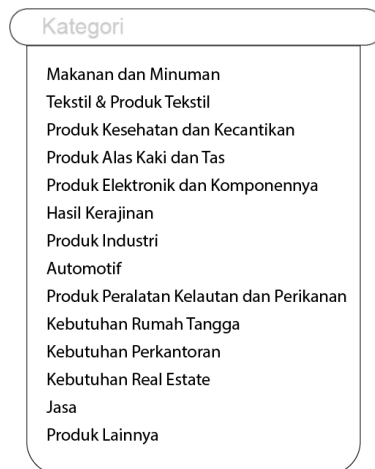 Kategori
Makanan dan Minuman
Tekstil & Produk Tekstil
Produk Kesehatan dan Kecantikan
Produk Alas Kaki dan Tas
Produk Elektronik dan Komponennya
Hasil Kerajinan
Produk Industri
Automotif
Produk Peralatan Kelautan dan Perikanan
Kebutuhan Rumah Tangga
Kebutuhan Perkantoran
Kebutuhan Real Estate
Jasa
Produk Lainnya